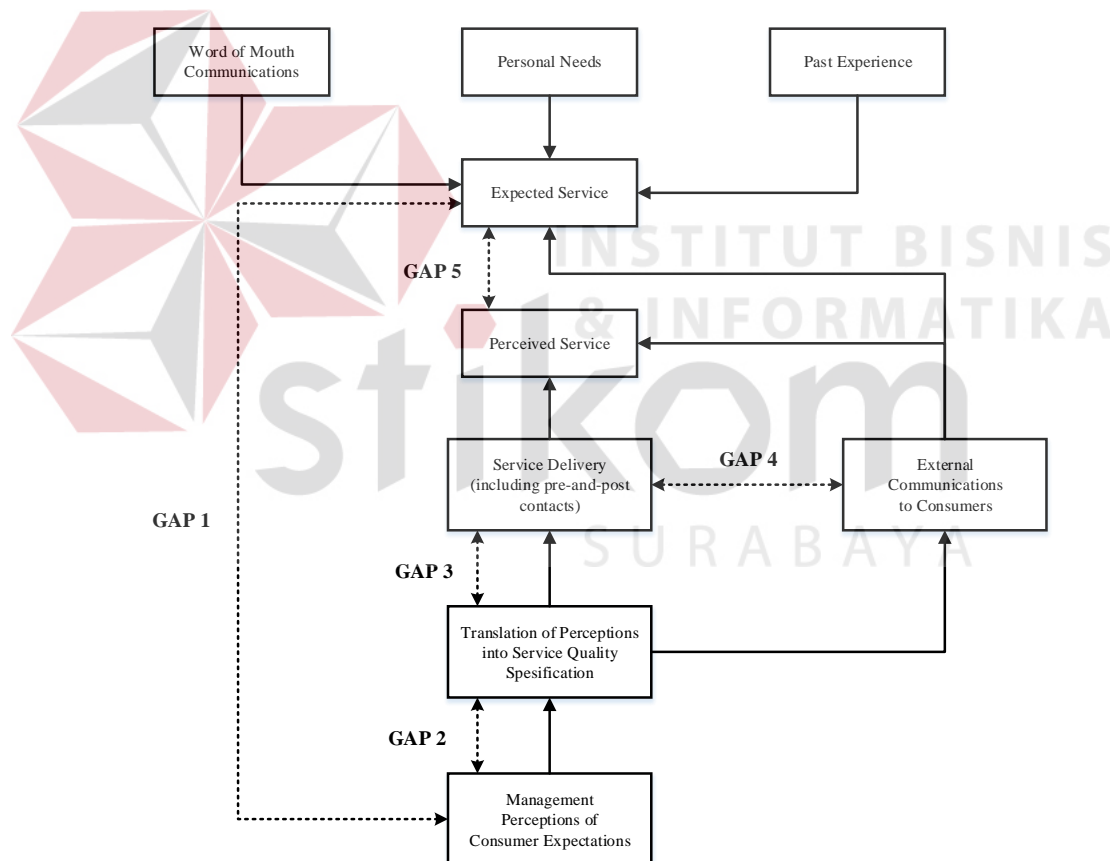 Word of Mouth
Communications
Personal Needs
Past Experience
Expected Service
INSTITUT BISNIS
GAP 5
& INFORMATIKA
Perceived Service
stikom
Service Delivery
(including pre-and-post
contacts)
GAP 4
External
Communications
to Consumers
GAP 1
SURABAYA
GAP 3
Translation of Perceptions
into Service Quality
Spesification
GAP 2
Management
Perceptions of
Consumer Expectations